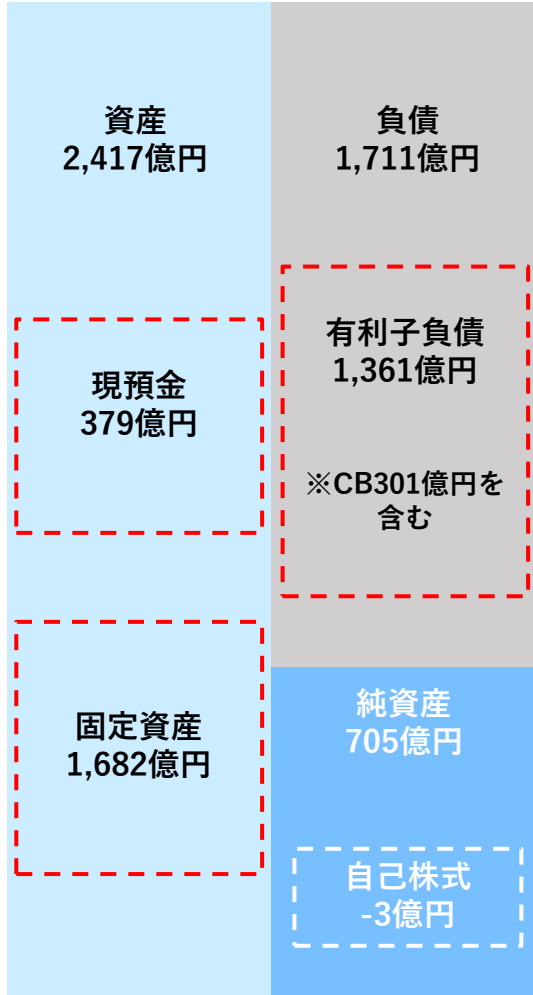 資産
2,417億円
現預金
379億円
固定資産
1,682億円
負債
1,711億円
有利子負債
1,361億円
※CB301億円を
含む
純資産
705億円
自己株式
-3億円